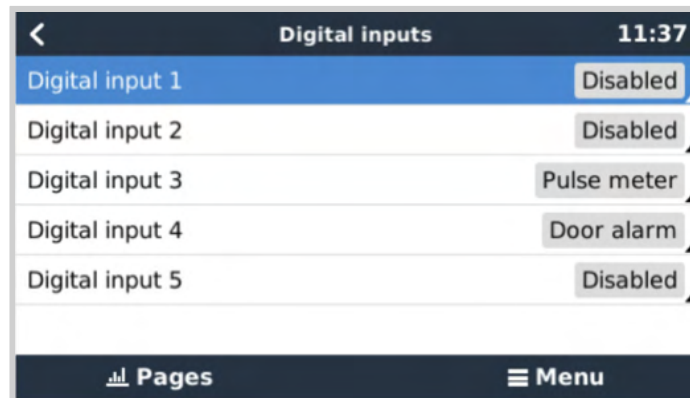 Digital inputs 11:37
Digital input 1 Disabled
Digital input 2 Disabled
Digital input 3 Pulse meter
Digital input 4 Door alarm
Digital input 5 Disabled
Pages Menu